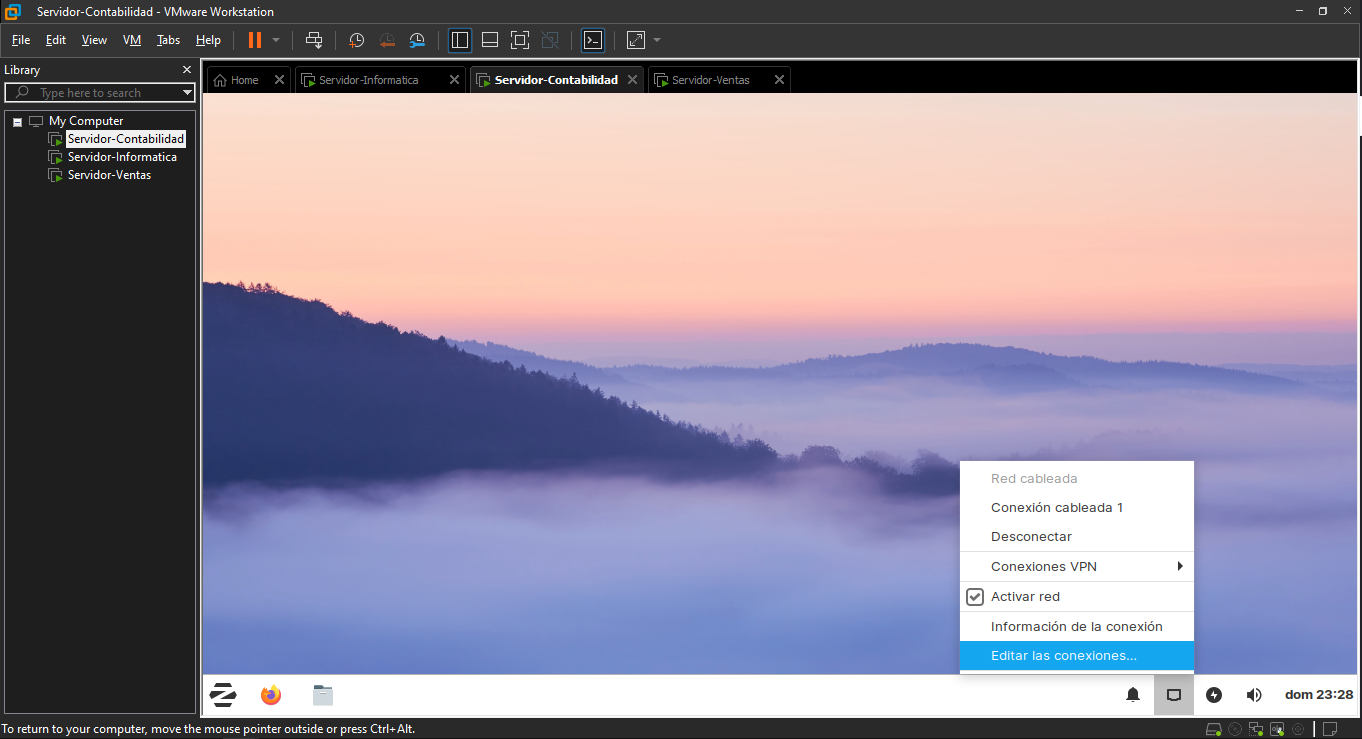 Servidor-Contabilidad - VMware Workstation
File Edit View VM Tabs Help
Library
Type here to search
My Computer
Servidor-Contabilidad
Servidor-Informatica
Servidor-Ventas
Home Servidor-Informatica Servidor-Contabilidad Servidor-Ventas
Red cableada
Conexión cableada 1
Desconectar
Conexiones VPN
Activar red
Información de la conexión
Editar las conexiones...
dom 23:28
To return to your computer, move the mouse pointer outside or press Ctrl+Alt.